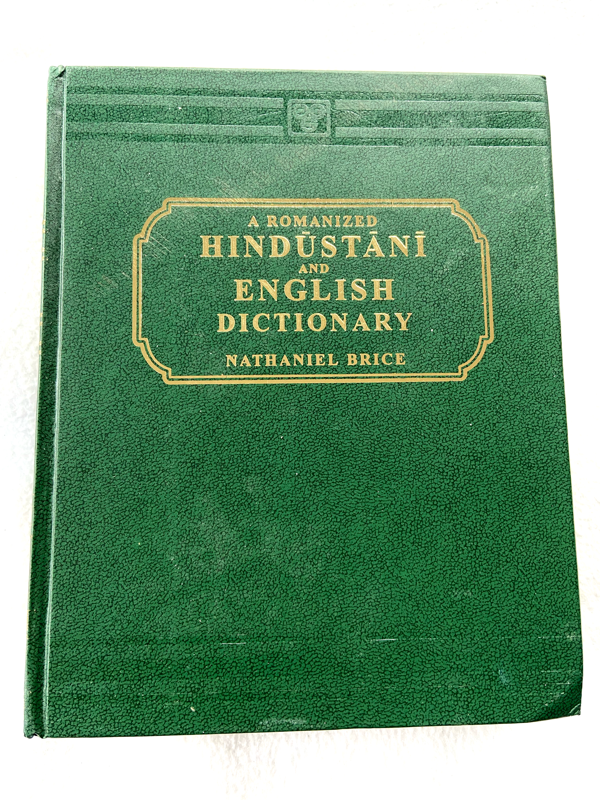 A ROMANIZED
HINDŪSTĀNĪ
AND
ENGLISH
DICTIONARY
NATHANIEL BRICE